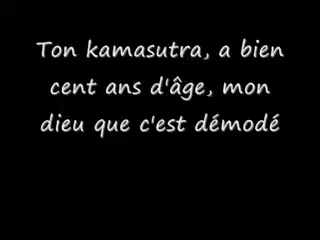 Ton kamasutra, a bien
cent ans d'âge, mon
dieu que c'est démodé